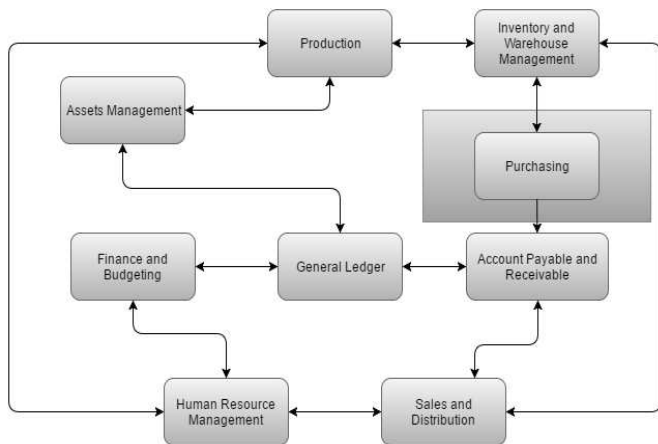 Production
Inventory and
Warehouse
Management
Assets Management
Purchasing
Finance and
Budgeting
General Ledger
Account Payable and
Receivable
Human Resource
Management
Sales and
Distribution